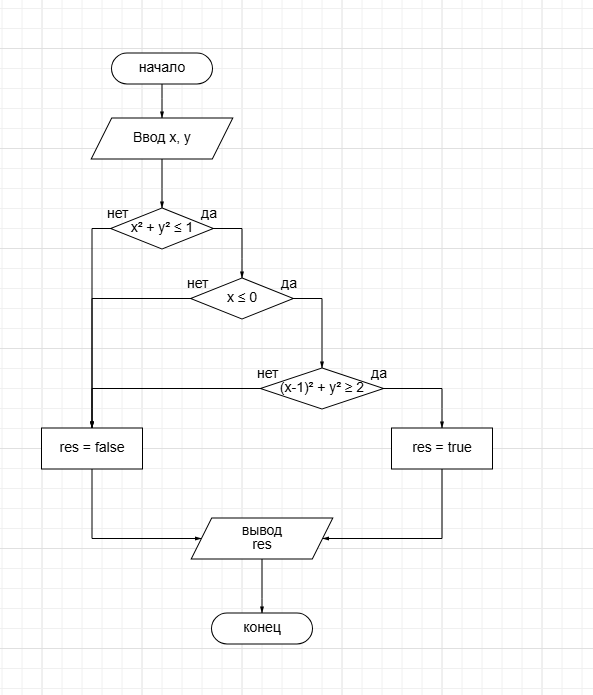 начало
Ввод x, y
нет
да
x² + y² ≤ 1
нет
да
x ≤ 0
нет
да
(x-1)² + y² ≥ 2
res = false
res = true
вывод
res
конец